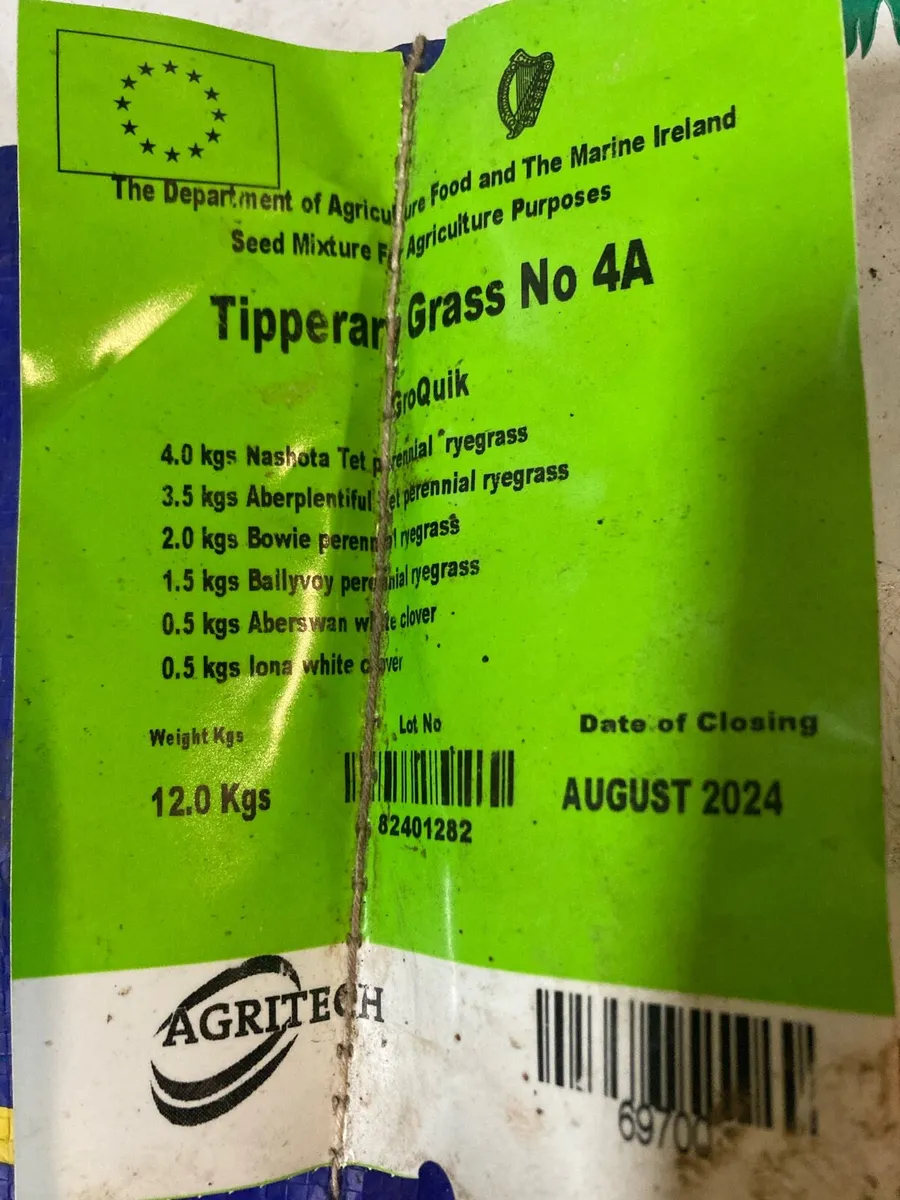 The Department of Agriculture Food and The Marine Ireland
Seed Mixture For Agriculture Purposes
Tipperary Grass No 4A
GroQuik
4.0 kgs Nashota Tet perennial ryegrass
3.5 kgs Aberplentiful Tet perennial ryegrass
2.0 kgs Bowie perennial ryegrass
1.5 kgs Ballyvoy perennial ryegrass
0.5 kgs Aberswan white clover
0.5 kgs Iona white clover
Weight Kgs
12.0 Kgs
Lot No
82401282
Date of Closing
AUGUST 2024
AGRITECH